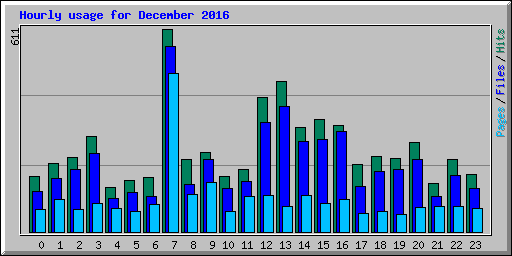 Hourly usage for December 2016
611
Pages / Files / Hits
0 1 2 3 4 5 6 7 8 9 10 11 12 13 14 15 16 17 18 19 20 21 22 23